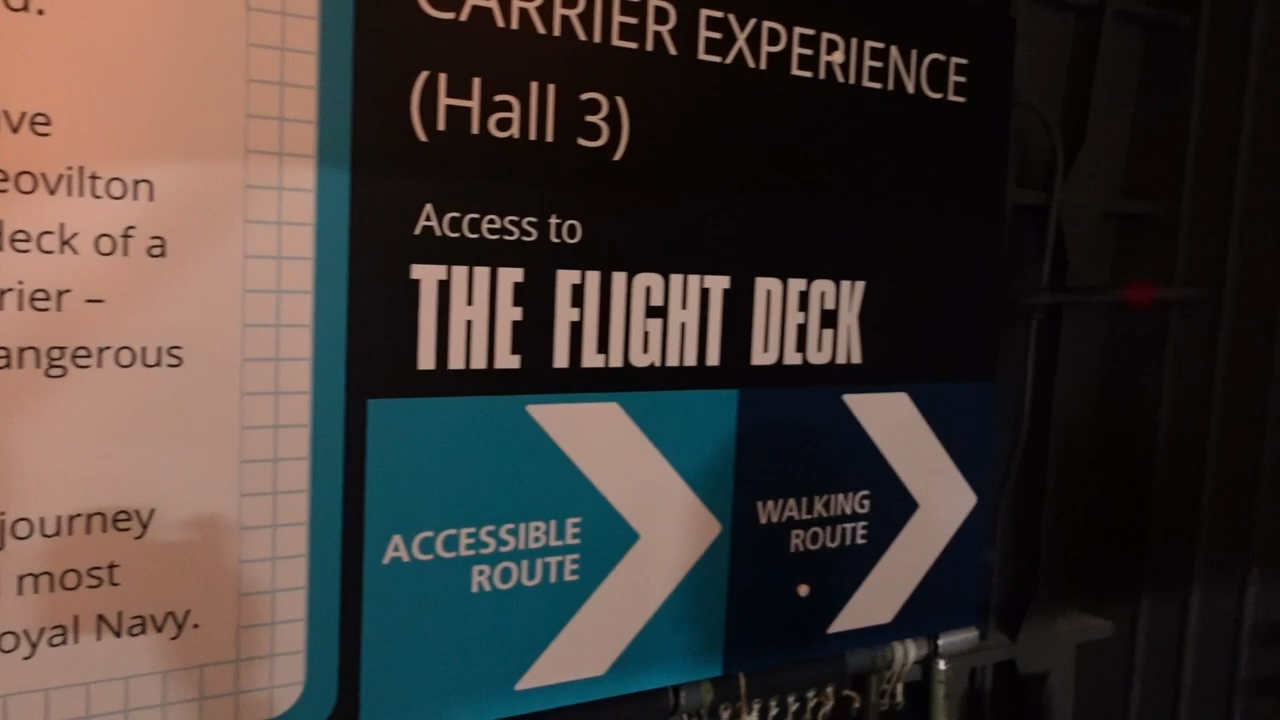 d.
ve
eovilton
deck of a
rier –
angerous
journey
most
oyal Navy.
CARRIER EXPERIENCE
(Hall 3)
Access to
THE FLIGHT DECK
ACCESSIBLE
ROUTE
WALKING
ROUTE